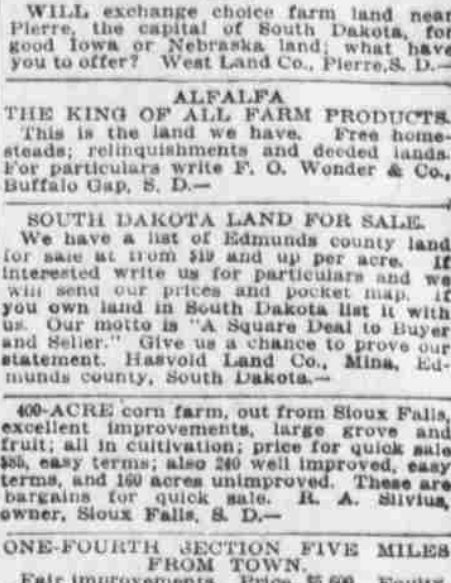 WILL exchange choice farm land near
Pierre, the capital of South Dakota, for
good Iowa or Nebraska land; what have
you to offer? West Land Co., Pierre, S. D.—
ALFALFA
THE KING OF ALL FARM PRODUCTS.
This is the land we have. Free home-
steads; relinquishments and deeded lands.
For particulars write F. O. Wonder & Co.,
Buffalo Gap, S. D.—
SOUTH DAKOTA LAND FOR SALE.
We have a list of Edmunds county land
for sale at from and up per acre. If
interested write us for particulars and we
will send our prices and pocket map. If
you own land in South Dakota list it with
us. Our motto is "A Square Deal to Buyer
and Seller." Give us a chance to prove our
statement. Hasvold Land Co., Mina, Ed-
munds county, South Dakota.—
400-ACRE corn farm, out from Sioux Falls,
excellent improvements, large grove and
fruit; all in cultivation; price for quick sale
easy terms; also 240 well improved, easy
terms, and 160 acres unimproved. These are
bargains for quick sale. R. A. Silvius,
owner, Sioux Falls, S. D.—
ONE-FOURTH SECTION FIVE MILES
FROM TOWN.
Fair improvements. Price, $5,600. Equity,